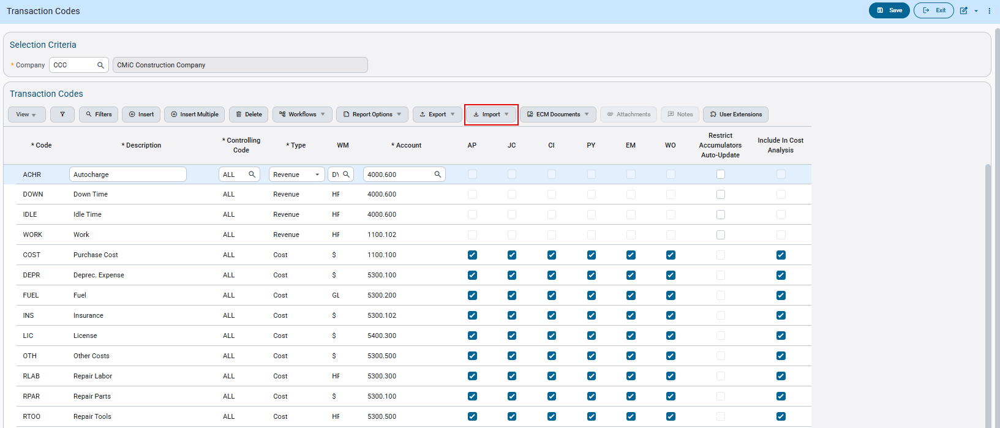 Transaction Codes
Save Exit
Selection Criteria
* Company CCC CMiC Construction Company
Transaction Codes
View Filters Insert Insert Multiple Delete Workflows Report Options Export Import ECM Documents Attachments Notes User Extensions
* Code * Description * Controlling Code * Type WM * Account AP JC CI PY EM WO Restrict Accumulators Auto-Update Include In Cost Analysis
ACHR Autocharge ALL Revenue DY 4000.600
DOWN Down Time ALL Revenue HR 4000.600
IDLE Idle Time ALL Revenue HR 4000.600
WORK Work ALL Revenue HR 1100.102
COST Purchase Cost ALL Cost $ 1100.100
DEPR Deprec. Expense ALL Cost $ 5300.100
FUEL Fuel ALL Cost GL 5300.200
INS Insurance ALL Cost $ 5300.102
LIC License ALL Cost $ 5400.300
OTH Other Costs ALL Cost $ 5300.500
RLAB Repair Labor ALL Cost HR 5300.300
RPAR Repair Parts ALL Cost $ 5300.100
RTOO Repair Tools ALL Cost HR 5300.500